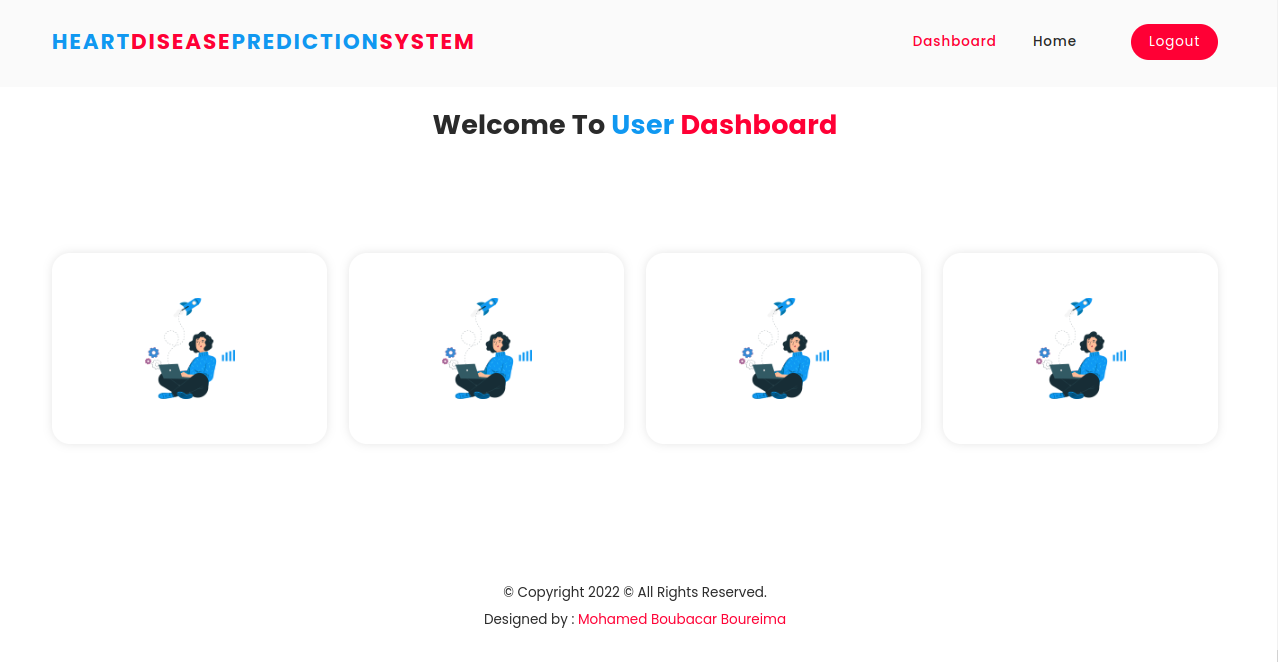 HEARTDISEASEPREDICTIONSYSTEM
Dashboard
Home
Logout
Welcome To User Dashboard
© Copyright 2022 © All Rights Reserved.
Designed by : Mohamed Boubacar Boureima